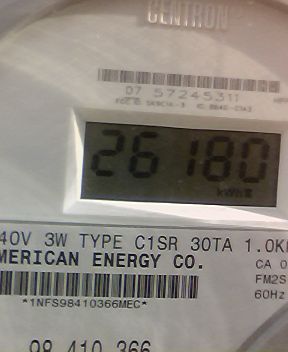 CENTRON
07 57245311
26180
kWh
40V 3W TYPE C1SR 30TA 1.0K
MERICAN ENERGY CO.
CA 0
FM2S
*1NFS98410366MEC*
60Hz
98 410 366